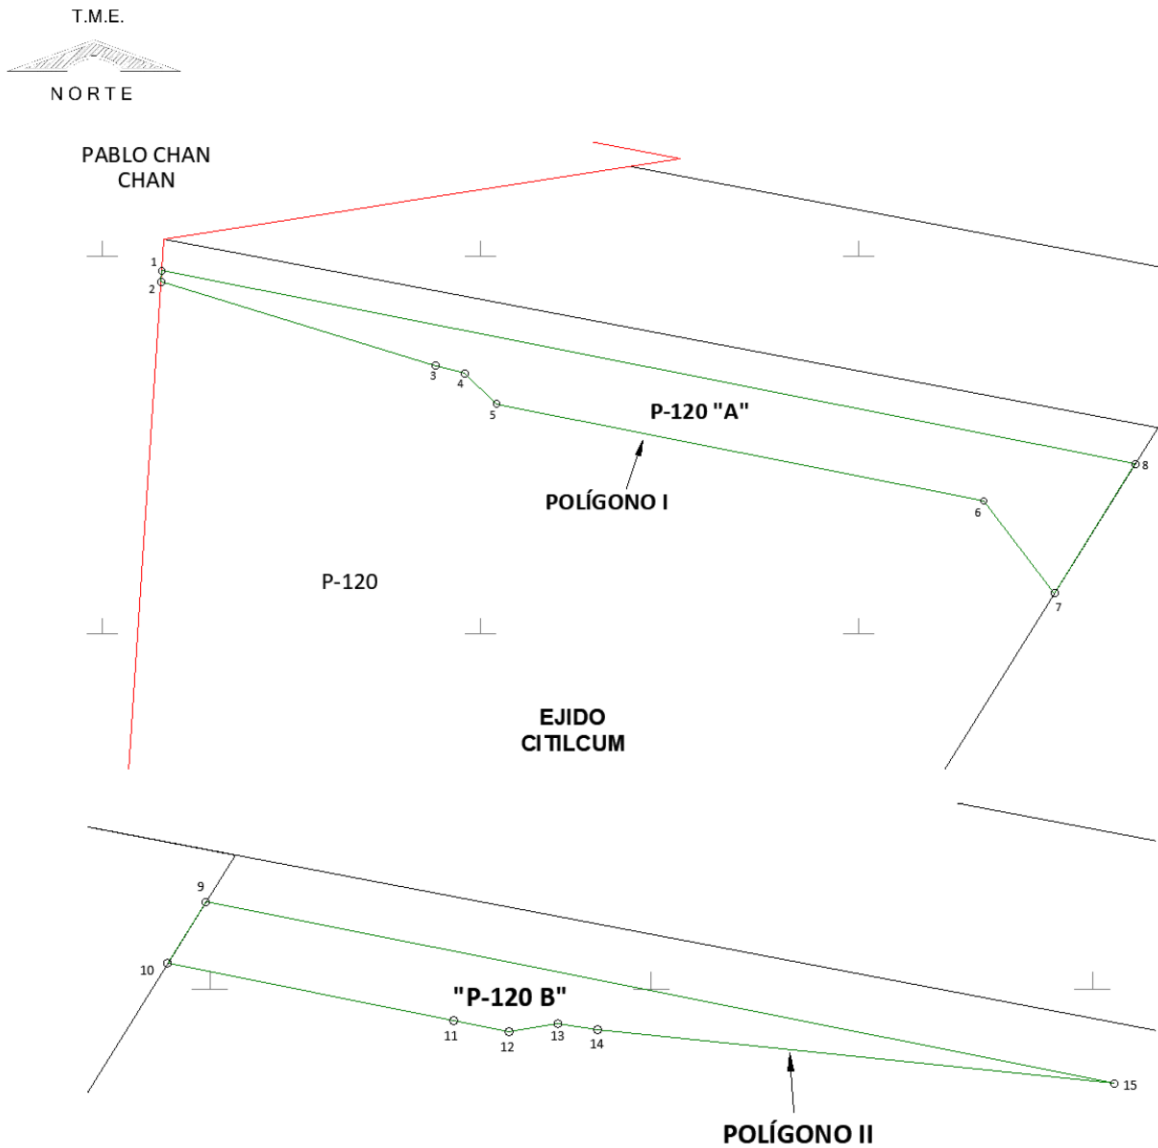 T.M.E.
NORTE
PABLO CHAN
CHAN
1
2
3
4
5
P-120 "A"
8
POLÍGONO I
6
P-120
7
EJIDO
CITILCUM
9
10
"P-120 B"
11
12
13
14
15
POLÍGONO II